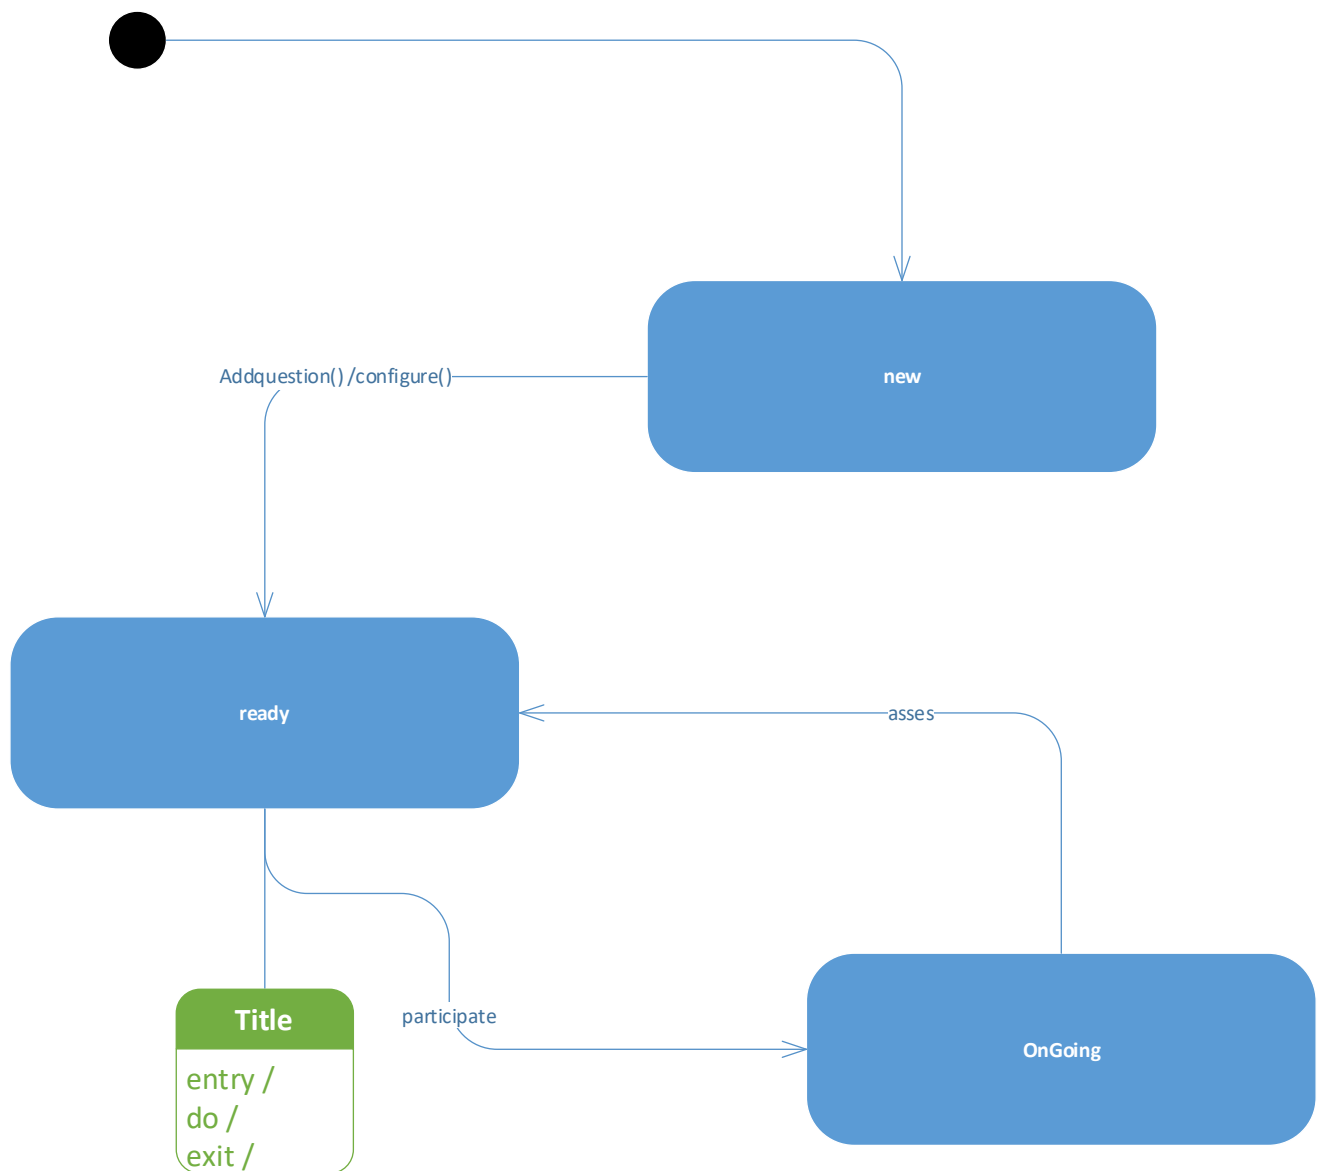 Addquestion() /configure()
new
ready
asses
Title
participate
OnGoing
entry /
do /
exit /